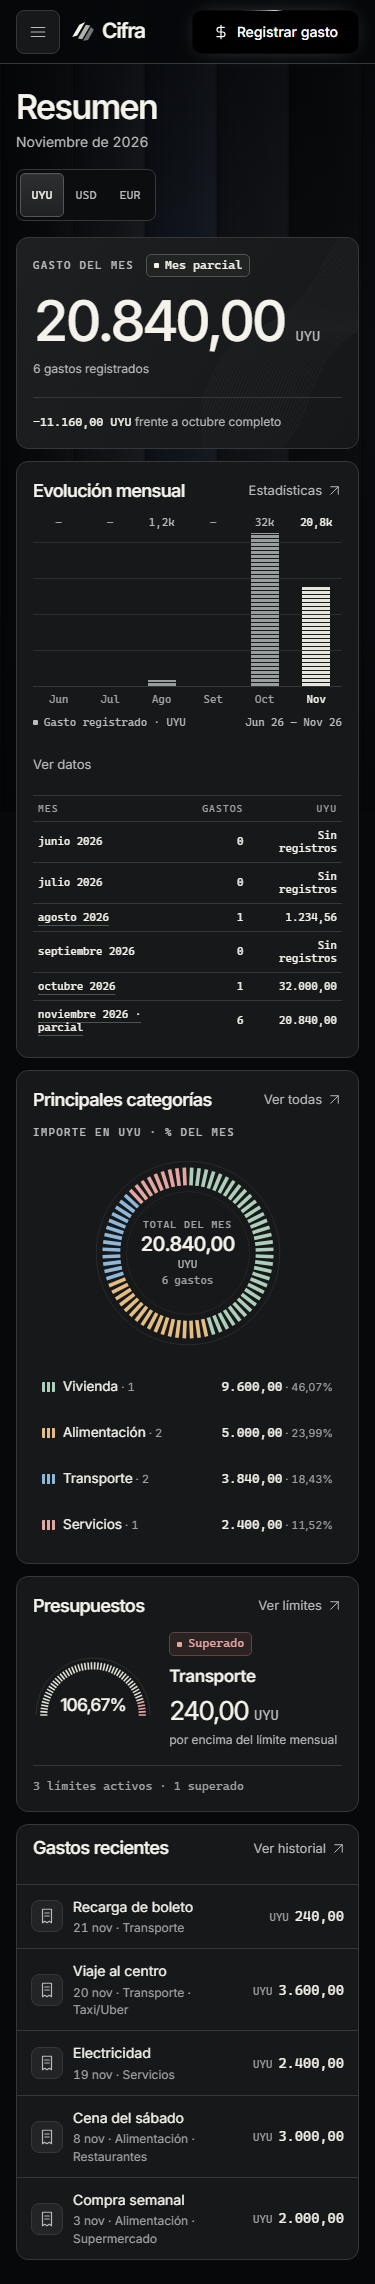 Cifra
Registrar gasto
Resumen
Noviembre de 2026
UYU USD EUR
GASTO DEL MES Mes parcial
20.840,00 UYU
6 gastos registrados
−11.160,00 UYU frente a octubre completo
Evolución mensual Estadísticas
— — 1,2k — 32k 20,8k
Jun Jul Ago Set Oct Nov
Gasto registrado · UYU Jun 26 — Nov 26
Ver datos
MES GASTOS UYU
junio 2026 0 Sin
registros
julio 2026 0 Sin
registros
agosto 2026 1 1.234,56
septiembre 2026 0 Sin
registros
octubre 2026 1 32.000,00
noviembre 2026 ·
parcial 6 20.840,00
Principales categorías Ver todas
IMPORTE EN UYU · % DEL MES
TOTAL DEL MES
20.840,00
UYU
6 gastos
Vivienda · 1 9.600,00 · 46,07%
Alimentación · 2 5.000,00 · 23,99%
Transporte · 2 3.840,00 · 18,43%
Servicios · 1 2.400,00 · 11,52%
Presupuestos Ver límites
106,67%
Superado
Transporte
240,00 UYU
por encima del límite mensual
3 límites activos · 1 superado
Gastos recientes Ver historial
Recarga de boleto
21 nov · Transporte
UYU 240,00
Viaje al centro
20 nov · Transporte ·
Taxi/Uber
UYU 3.600,00
Electricidad
19 nov · Servicios
UYU 2.400,00
Cena del sábado
8 nov · Alimentación ·
Restaurantes
UYU 3.000,00
Compra semanal
3 nov · Alimentación ·
Supermercado
UYU 2.000,00